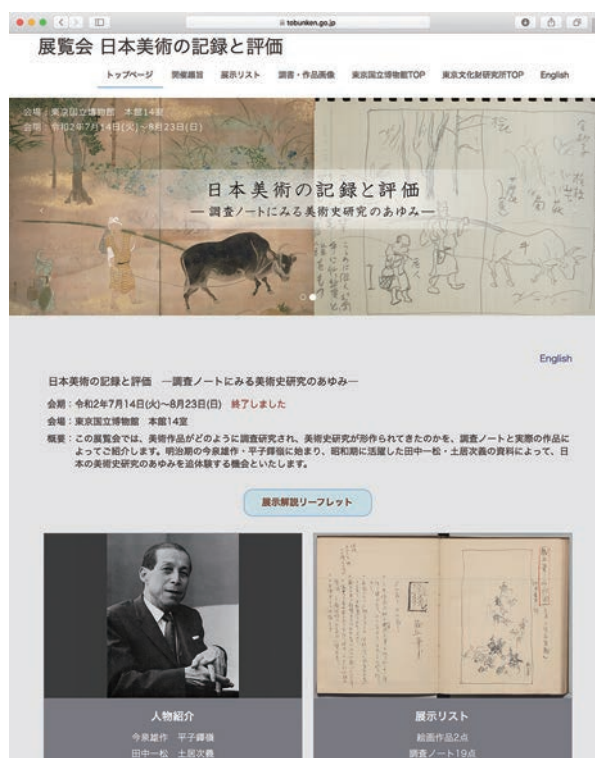 tobunken.go.jp
展覧会 日本美術の記録と評価
トップページ 開催趣旨 展示リスト 調書・作品画像 東京国立博物館TOP 東京文化財研究所TOP English
会場：東京国立博物館 本館14室
会期：令和2年7月14日(火)～8月23日(日)
日本美術の記録と評価
― 調査ノートにみる美術史研究のあゆみ―
English
日本美術の記録と評価 ―調査ノートにみる美術史研究のあゆみ―
会期：令和2年7月14日(火)～8月23日(日) 終了しました
会場：東京国立博物館 本館14室
概要：この展覧会では、美術作品がどのように調査研究され、美術史研究が形作られてきたのかを、調査ノートと実際の作品に
よってご紹介します。明治期の今泉雄作・平子鐸嶺に始まり、昭和期に活躍した田中一松・土居次義の資料によって、日
本の美術史研究のあゆみを追体験する機会といたします。
展示解説リーフレット
人物紹介
今泉雄作 平子鐸嶺
田中一松 土居次義
展示リスト
絵画作品2点
調査ノート19点